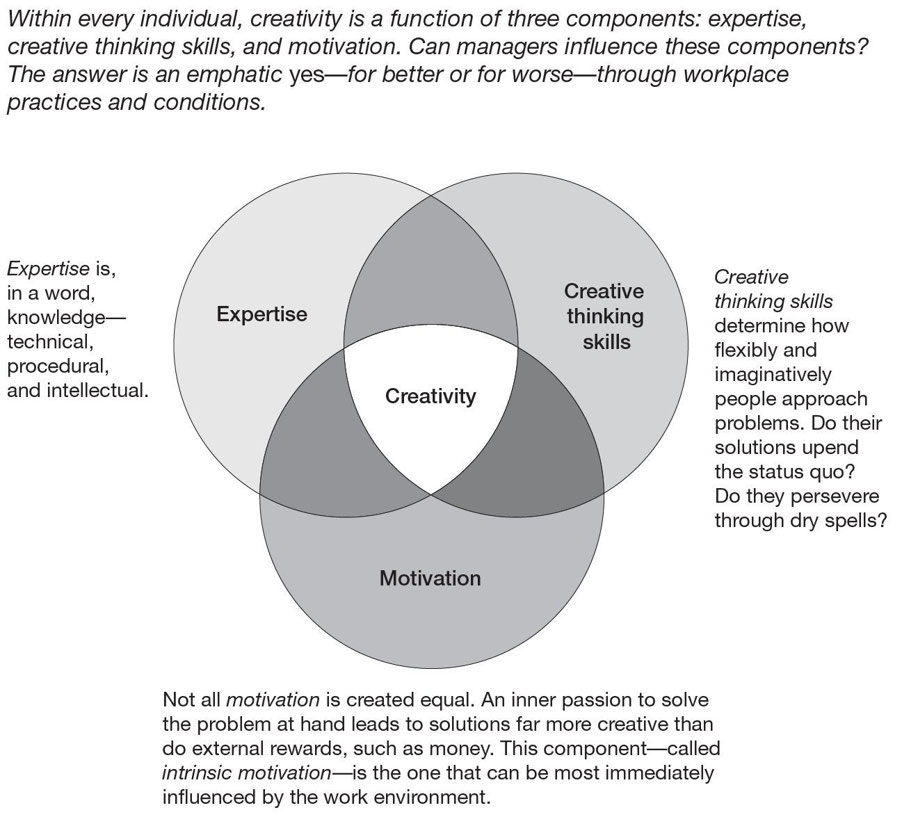 Within every individual, creativity is a function of three components: expertise,
creative thinking skills, and motivation. Can managers influence these components?
The answer is an emphatic yes—for better or for worse—through workplace
practices and conditions.
Expertise is,
in a word,
knowledge—
technical,
procedural,
and intellectual.
Expertise
Creative
thinking
skills
Creativity
Motivation
Creative
thinking skills
determine how
flexibly and
imaginatively
people approach
problems. Do their
solutions upend
the status quo?
Do they persevere
through dry spells?
Not all motivation is created equal. An inner passion to solve
the problem at hand leads to solutions far more creative than
do external rewards, such as money. This component—called
intrinsic motivation—is the one that can be most immediately
influenced by the work environment.